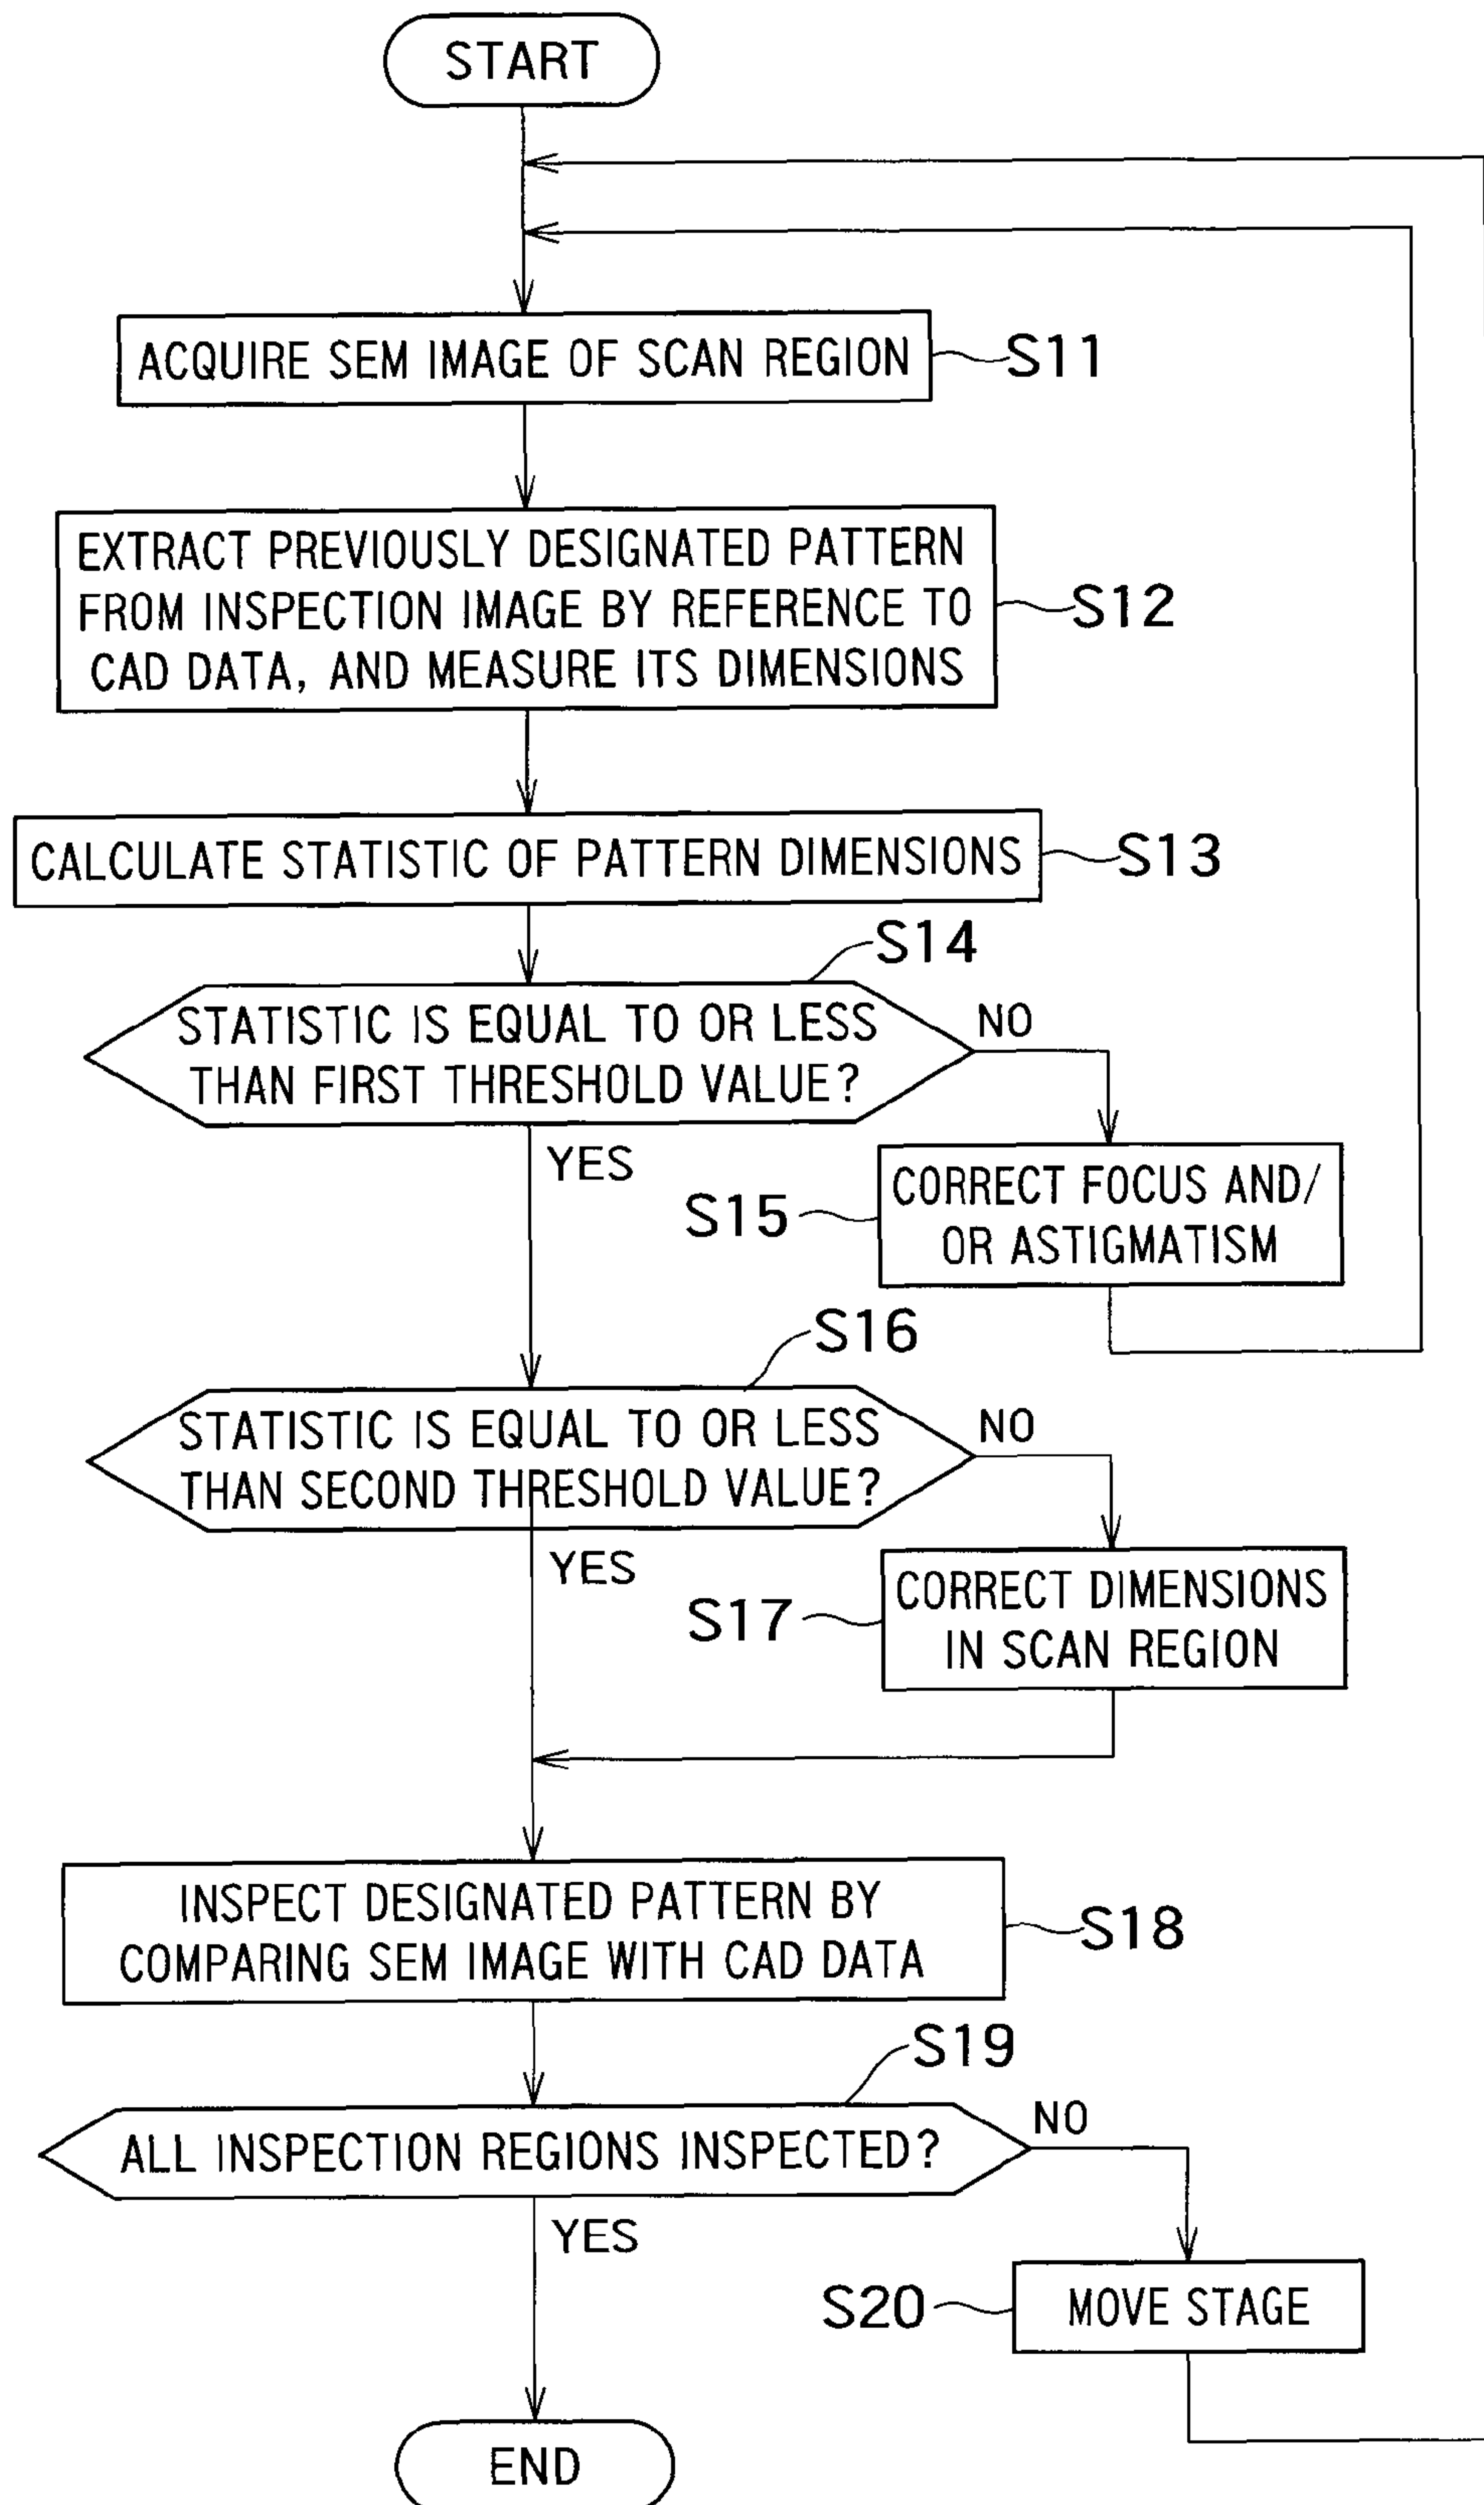 START
ACQUIRE SEM IMAGE OF SCAN REGION
S11
EXTRACT PREVIOUSLY DESIGNATED PATTERN
FROM INSPECTION IMAGE BY REFERENCE TO
CAD DATA, AND MEASURE ITS DIMENSIONS
S12
CALCULATE STATISTIC OF PATTERN DIMENSIONS
S13
S14
STATISTIC IS EQUAL TO OR LESS
THAN FIRST THRESHOLD VALUE?
NO
YES
S15
CORRECT FOCUS AND/
OR ASTIGMATISM
S16
STATISTIC IS EQUAL TO OR LESS
THAN SECOND THRESHOLD VALUE?
NO
YES
S17
CORRECT DIMENSIONS
IN SCAN REGION
INSPECT DESIGNATED PATTERN BY
COMPARING SEM IMAGE WITH CAD DATA
S18
S19
ALL INSPECTION REGIONS INSPECTED?
NO
YES
S20
MOVE STAGE
END